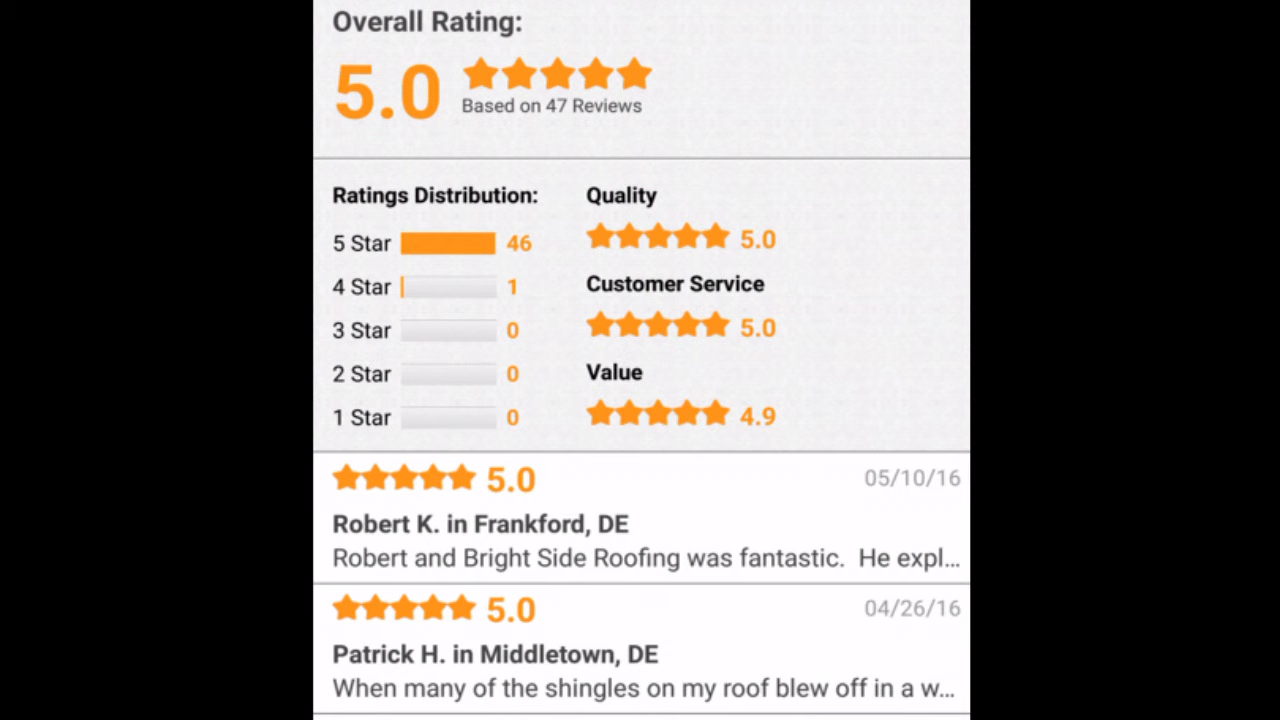 Overall Rating:
5.0
Based on 47 Reviews
Ratings Distribution:
5 Star 46
4 Star 1
3 Star 0
2 Star 0
1 Star 0
Quality
5.0
Customer Service
5.0
Value
4.9
5.0 05/10/16
Robert K. in Frankford, DE
Robert and Bright Side Roofing was fantastic. He expl...
5.0 04/26/16
Patrick H. in Middletown, DE
When many of the shingles on my roof blew off in a w...